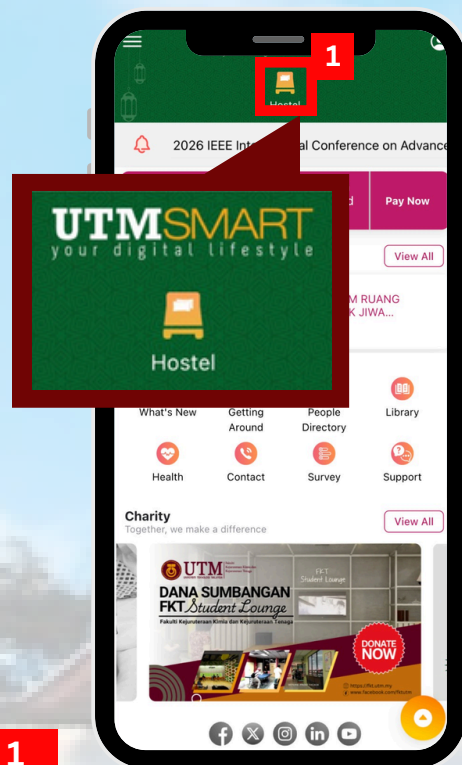 1
Hostel
2026 IEEE Inte al Conference on Advance
d
Pay Now
UTMSMART
your digital lifestyle
Hostel
View All
M RUANG
K JIWA...
What's New
Getting Around
People Directory
Library
Health
Contact
Survey
Support
Charity
Together, we make a difference
View All
UTM
DANA SUMBANGAN
FKT Student Lounge
Fakulti Kejuruteraan Kimia dan Kejuruteraan Tenaga
FKT
Student Lounge
DONATE
NOW
1